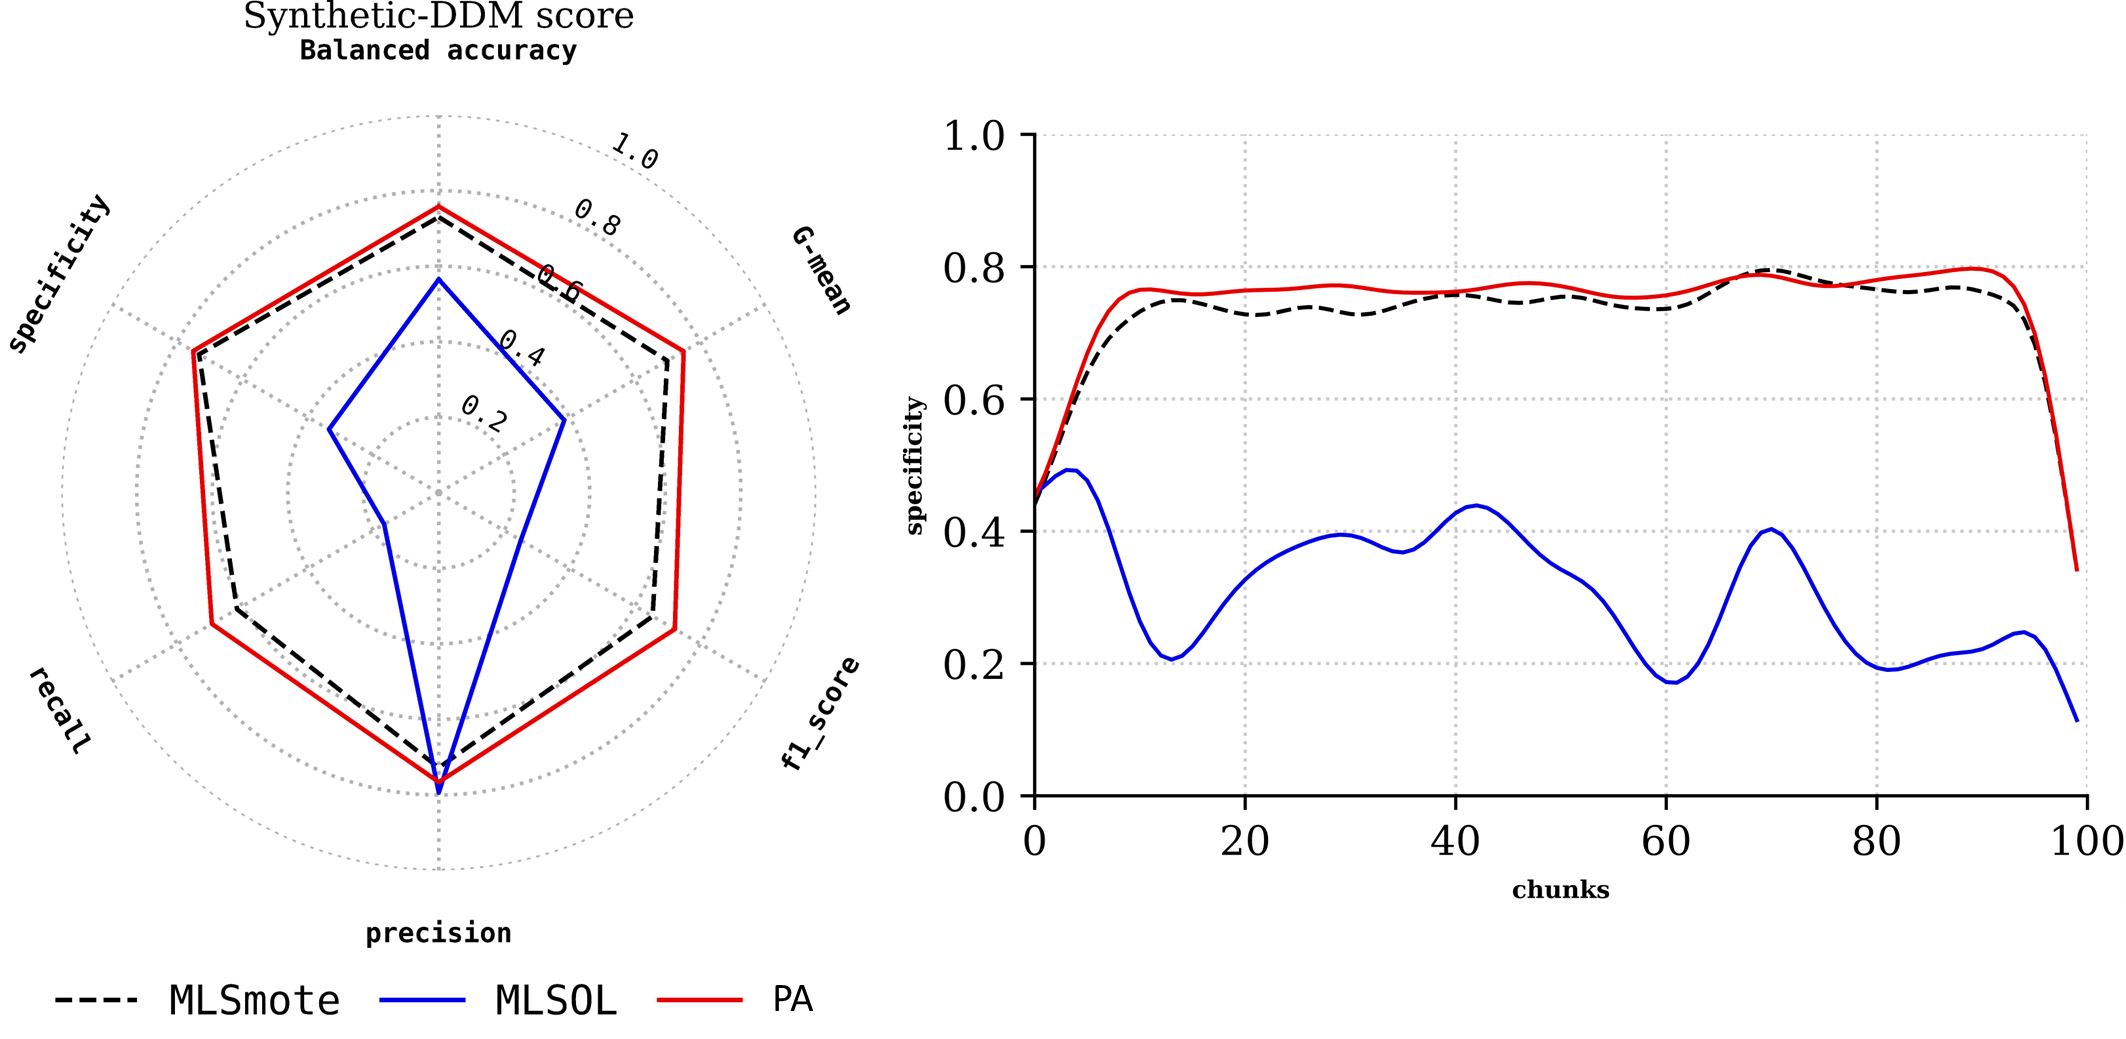 Synthetic-DDM score
Balanced accuracy
1.0
0.8
0.6
0.4
0.2
specificity
G-mean
recall
f1_score
precision
MLSmote MLSOL PA
1.0
0.8
0.6
0.4
0.2
0.0
specificity
0 20 40 60 80 100
chunks